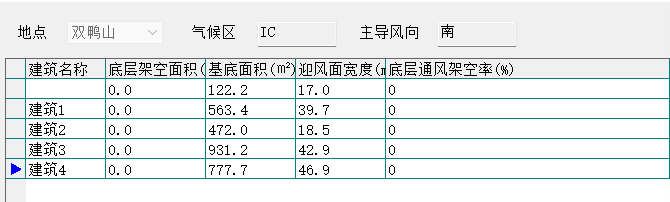 地点 双鸭山 气候区 IC 主导风向 南
建筑名称 底层架空面积( 基底面积(㎡) 迎风面宽度(m 底层通风架空率(%)
0.0 122.2 17.0 0
建筑1 0.0 563.4 39.7 0
建筑2 0.0 472.0 18.5 0
建筑3 0.0 931.2 42.9 0
建筑4 0.0 777.7 46.9 0